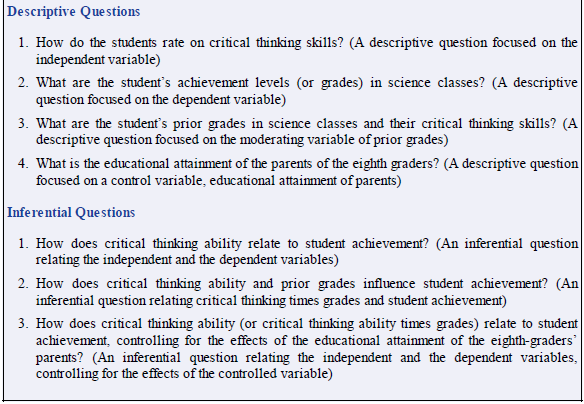 Descriptive Questions
1. How do the students rate on critical thinking skills? (A descriptive question focused on the
independent variable)
2. What are the student’s achievement levels (or grades) in science classes? (A descriptive
question focused on the dependent variable)
3. What are the student’s prior grades in science classes and their critical thinking skills? (A
descriptive question focused on the moderating variable of prior grades)
4. What is the educational attainment of the parents of the eighth graders? (A descriptive question
focused on a control variable, educational attainment of parents)
Inferential Questions
1. How does critical thinking ability relate to student achievement? (An inferential question
relating the independent and the dependent variables)
2. How does critical thinking ability and prior grades influence student achievement? (An
inferential question relating critical thinking times grades and student achievement)
3. How does critical thinking ability (or critical thinking ability times grades) relate to student
achievement, controlling for the effects of the educational attainment of the eighth-graders’
parents? (An inferential question relating the independent and the dependent variables,
controlling for the effects of the controlled variable)